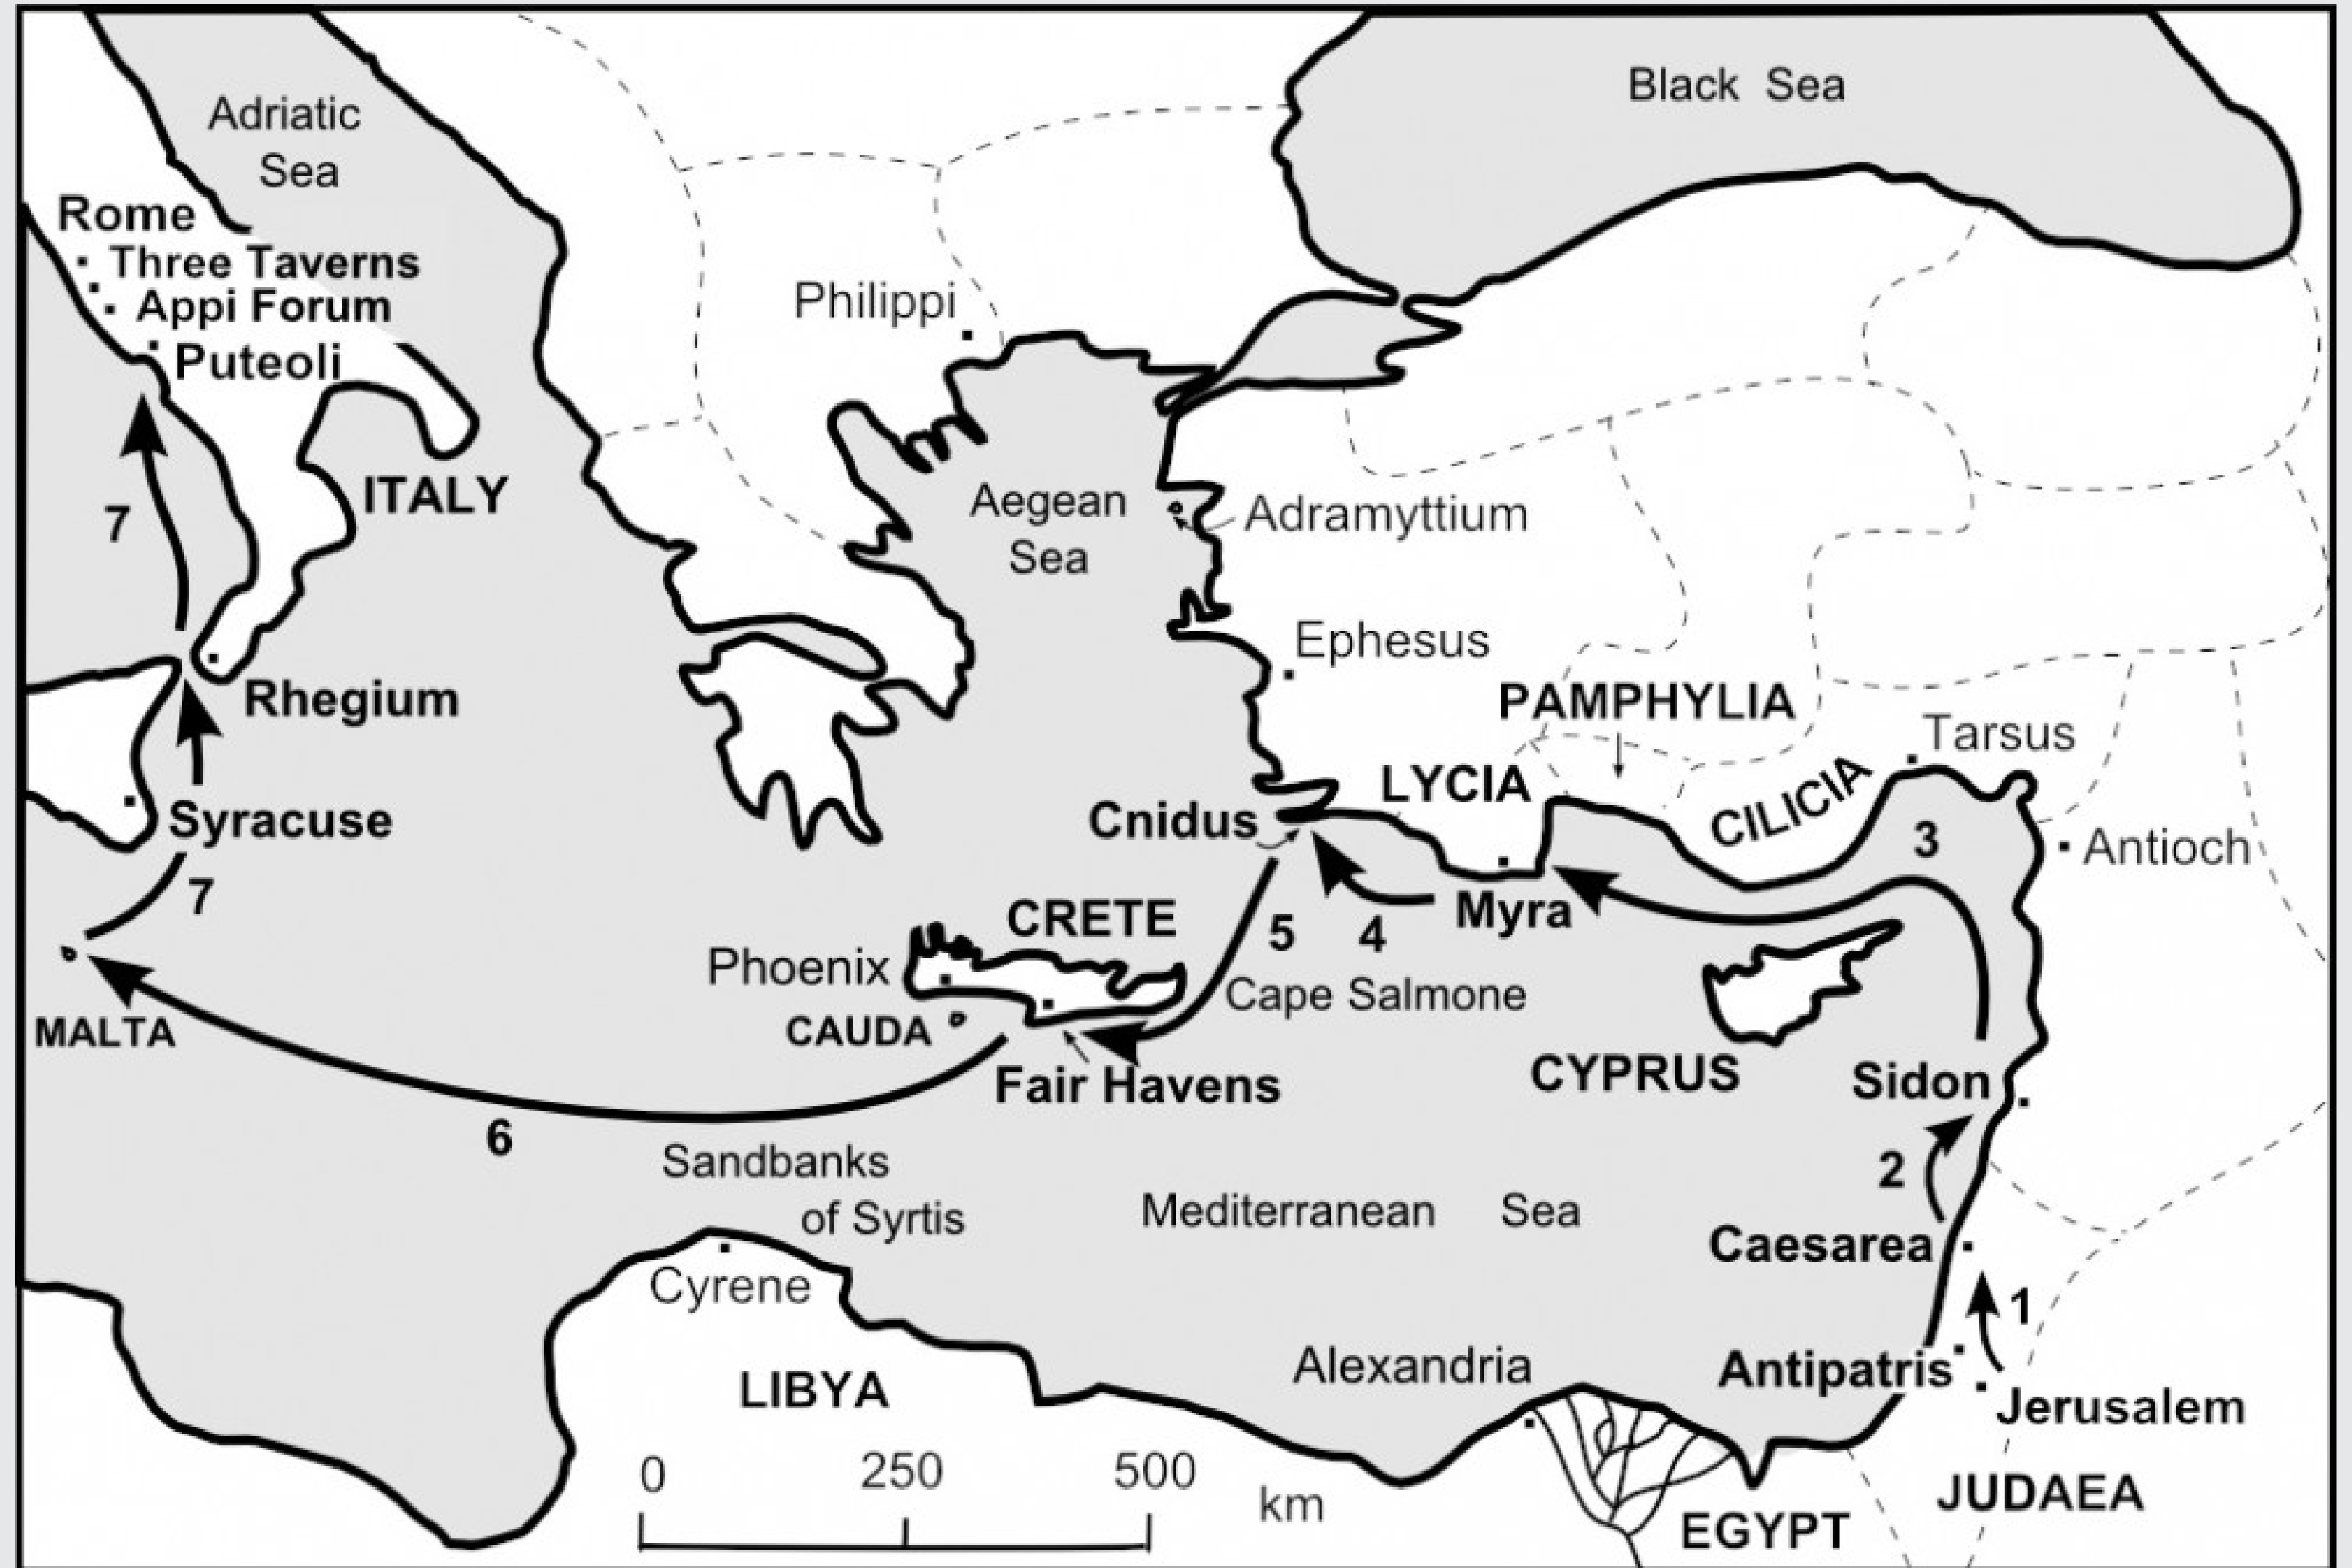 Black Sea
Adriatic
Sea
Rome
Three Taverns
Appi Forum
Puteoli
Philippi
ITALY
7
Aegean
Sea
Adramyttium
Ephesus
Rhegium
PAMPHYLIA
Tarsus
LYCIA
CILICIA
Syracuse
Cnidus
3
Antioch
7
CRETE
5
4
Myra
Phoenix
Cape Salmone
MALTA
CAUDA
Fair Havens
CYPRUS
Sidon
6
Sandbanks
of Syrtis
Mediterranean Sea
2
Caesarea
Cyrene
1
Alexandria
Antipatris
LIBYA
Jerusalem
0 250 500
km
JUDAEA
EGYPT